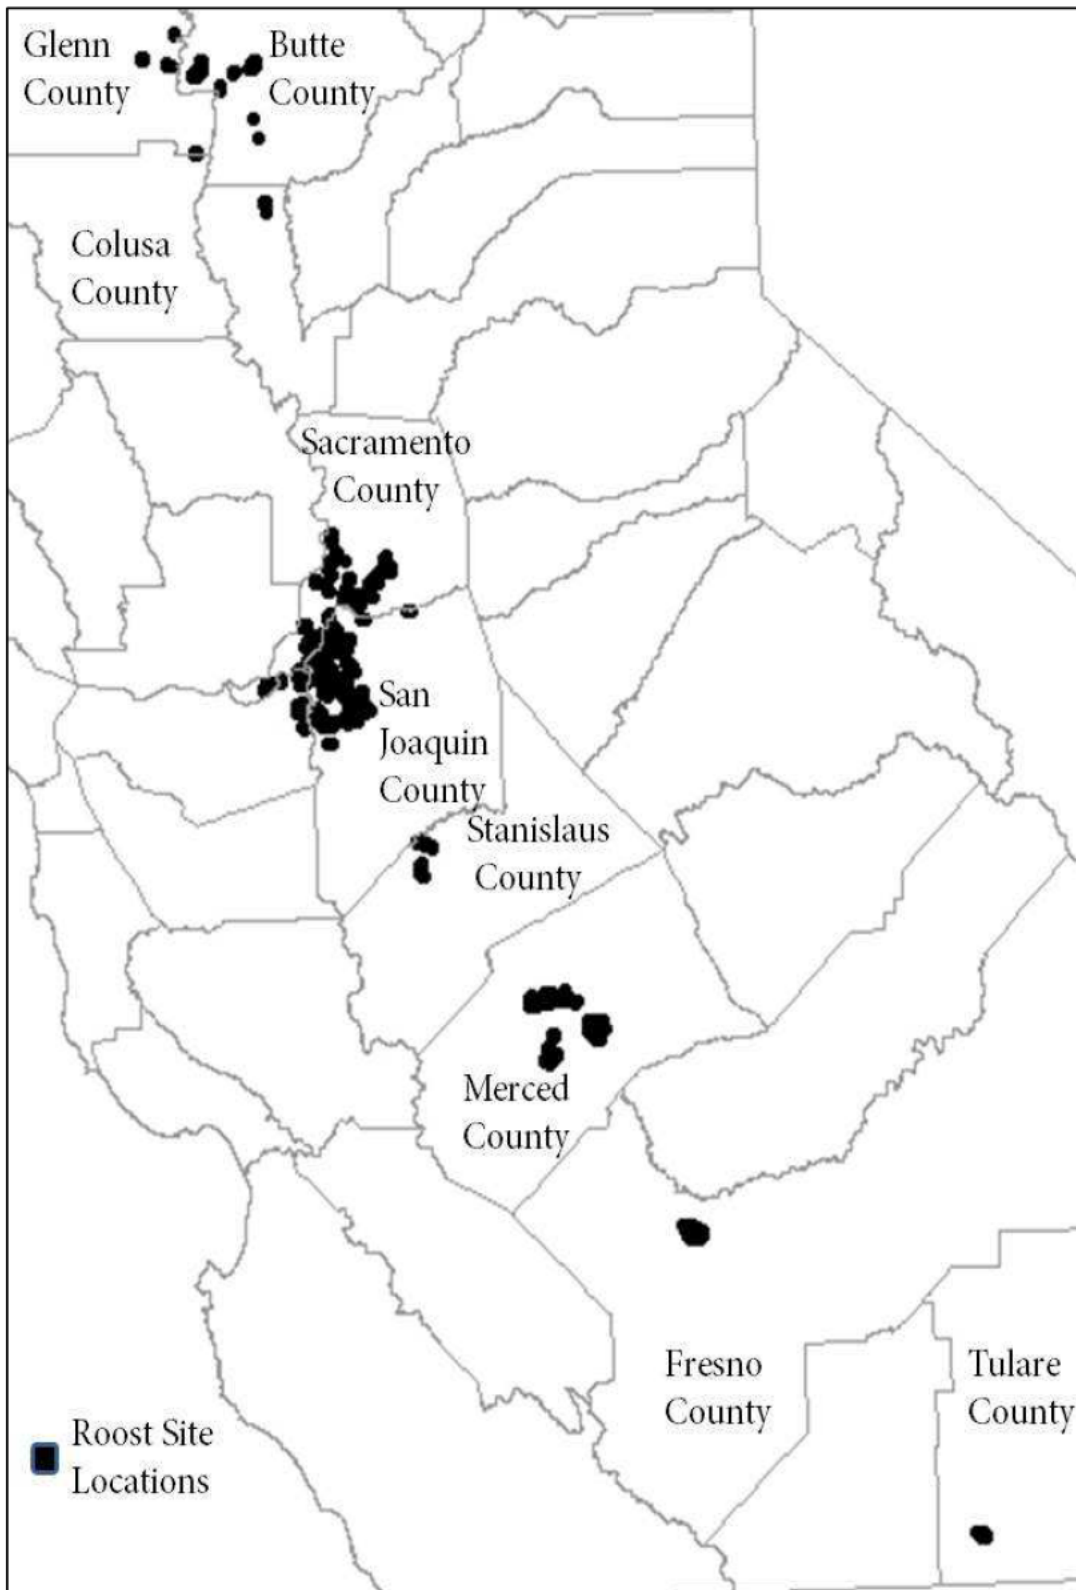 Glenn
County
Butte
County
Colusa
County
Sacramento
County
San
Joaquin
County
Stanislaus
County
Merced
County
Fresno
County
Tulare
County
Roost Site
Locations